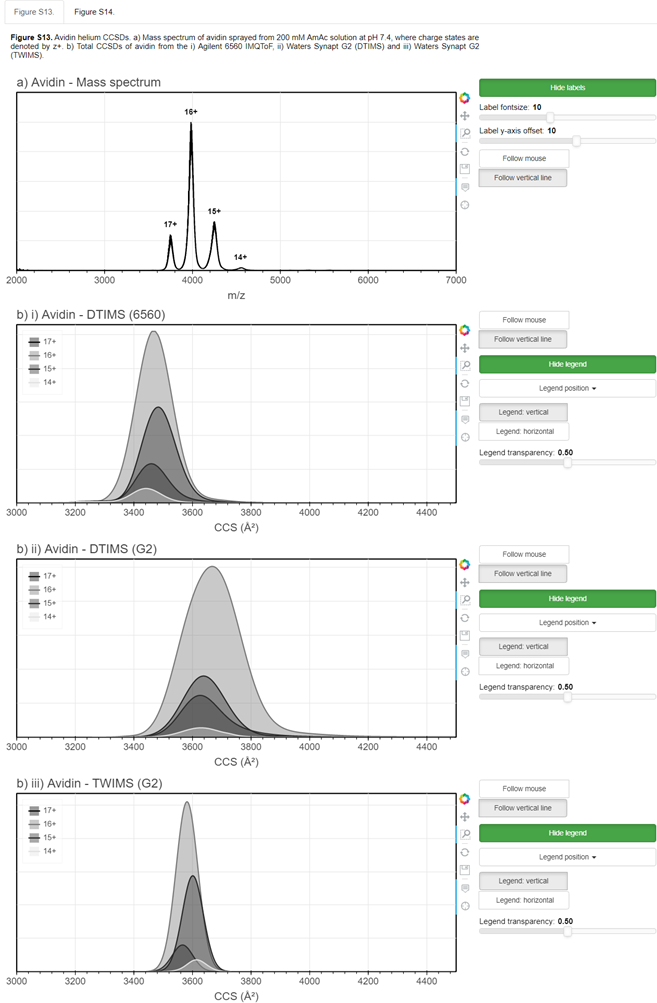 Figure S13. Figure S14.
Figure S13. Avidin helium CCSDs. a) Mass spectrum of avidin sprayed from 200 mM AmAc solution at pH 7.4, where charge states are
denoted by z+. b) Total CCSDs of avidin from the i) Agilent 6560 IMQToF, ii) Waters Synapt G2 (DTIMS) and iii) Waters Synapt G2
(TWIMS).
a) Avidin - Mass spectrum
16+
17+
15+
14+
2000 3000 4000 5000 6000 7000
m/z
Hide labels
Label fontsize: 10
Label y-axis offset: 10
Follow mouse
Follow vertical line
b) i) Avidin - DTIMS (6560)
17+
16+
15+
14+
3000 3200 3400 3600 3800 4000 4200 4400
CCS (Å²)
Follow mouse
Follow vertical line
Hide legend
Legend position
Legend: vertical
Legend: horizontal
Legend transparency: 0.50
b) ii) Avidin - DTIMS (G2)
17+
16+
15+
14+
3000 3200 3400 3600 3800 4000 4200 4400
CCS (Å²)
Follow mouse
Follow vertical line
Hide legend
Legend position
Legend: vertical
Legend: horizontal
Legend transparency: 0.50
b) iii) Avidin - TWIMS (G2)
17+
16+
15+
14+
3000 3200 3400 3600 3800 4000 4200 4400
CCS (Å²)
Follow mouse
Follow vertical line
Hide legend
Legend position
Legend: vertical
Legend: horizontal
Legend transparency: 0.50